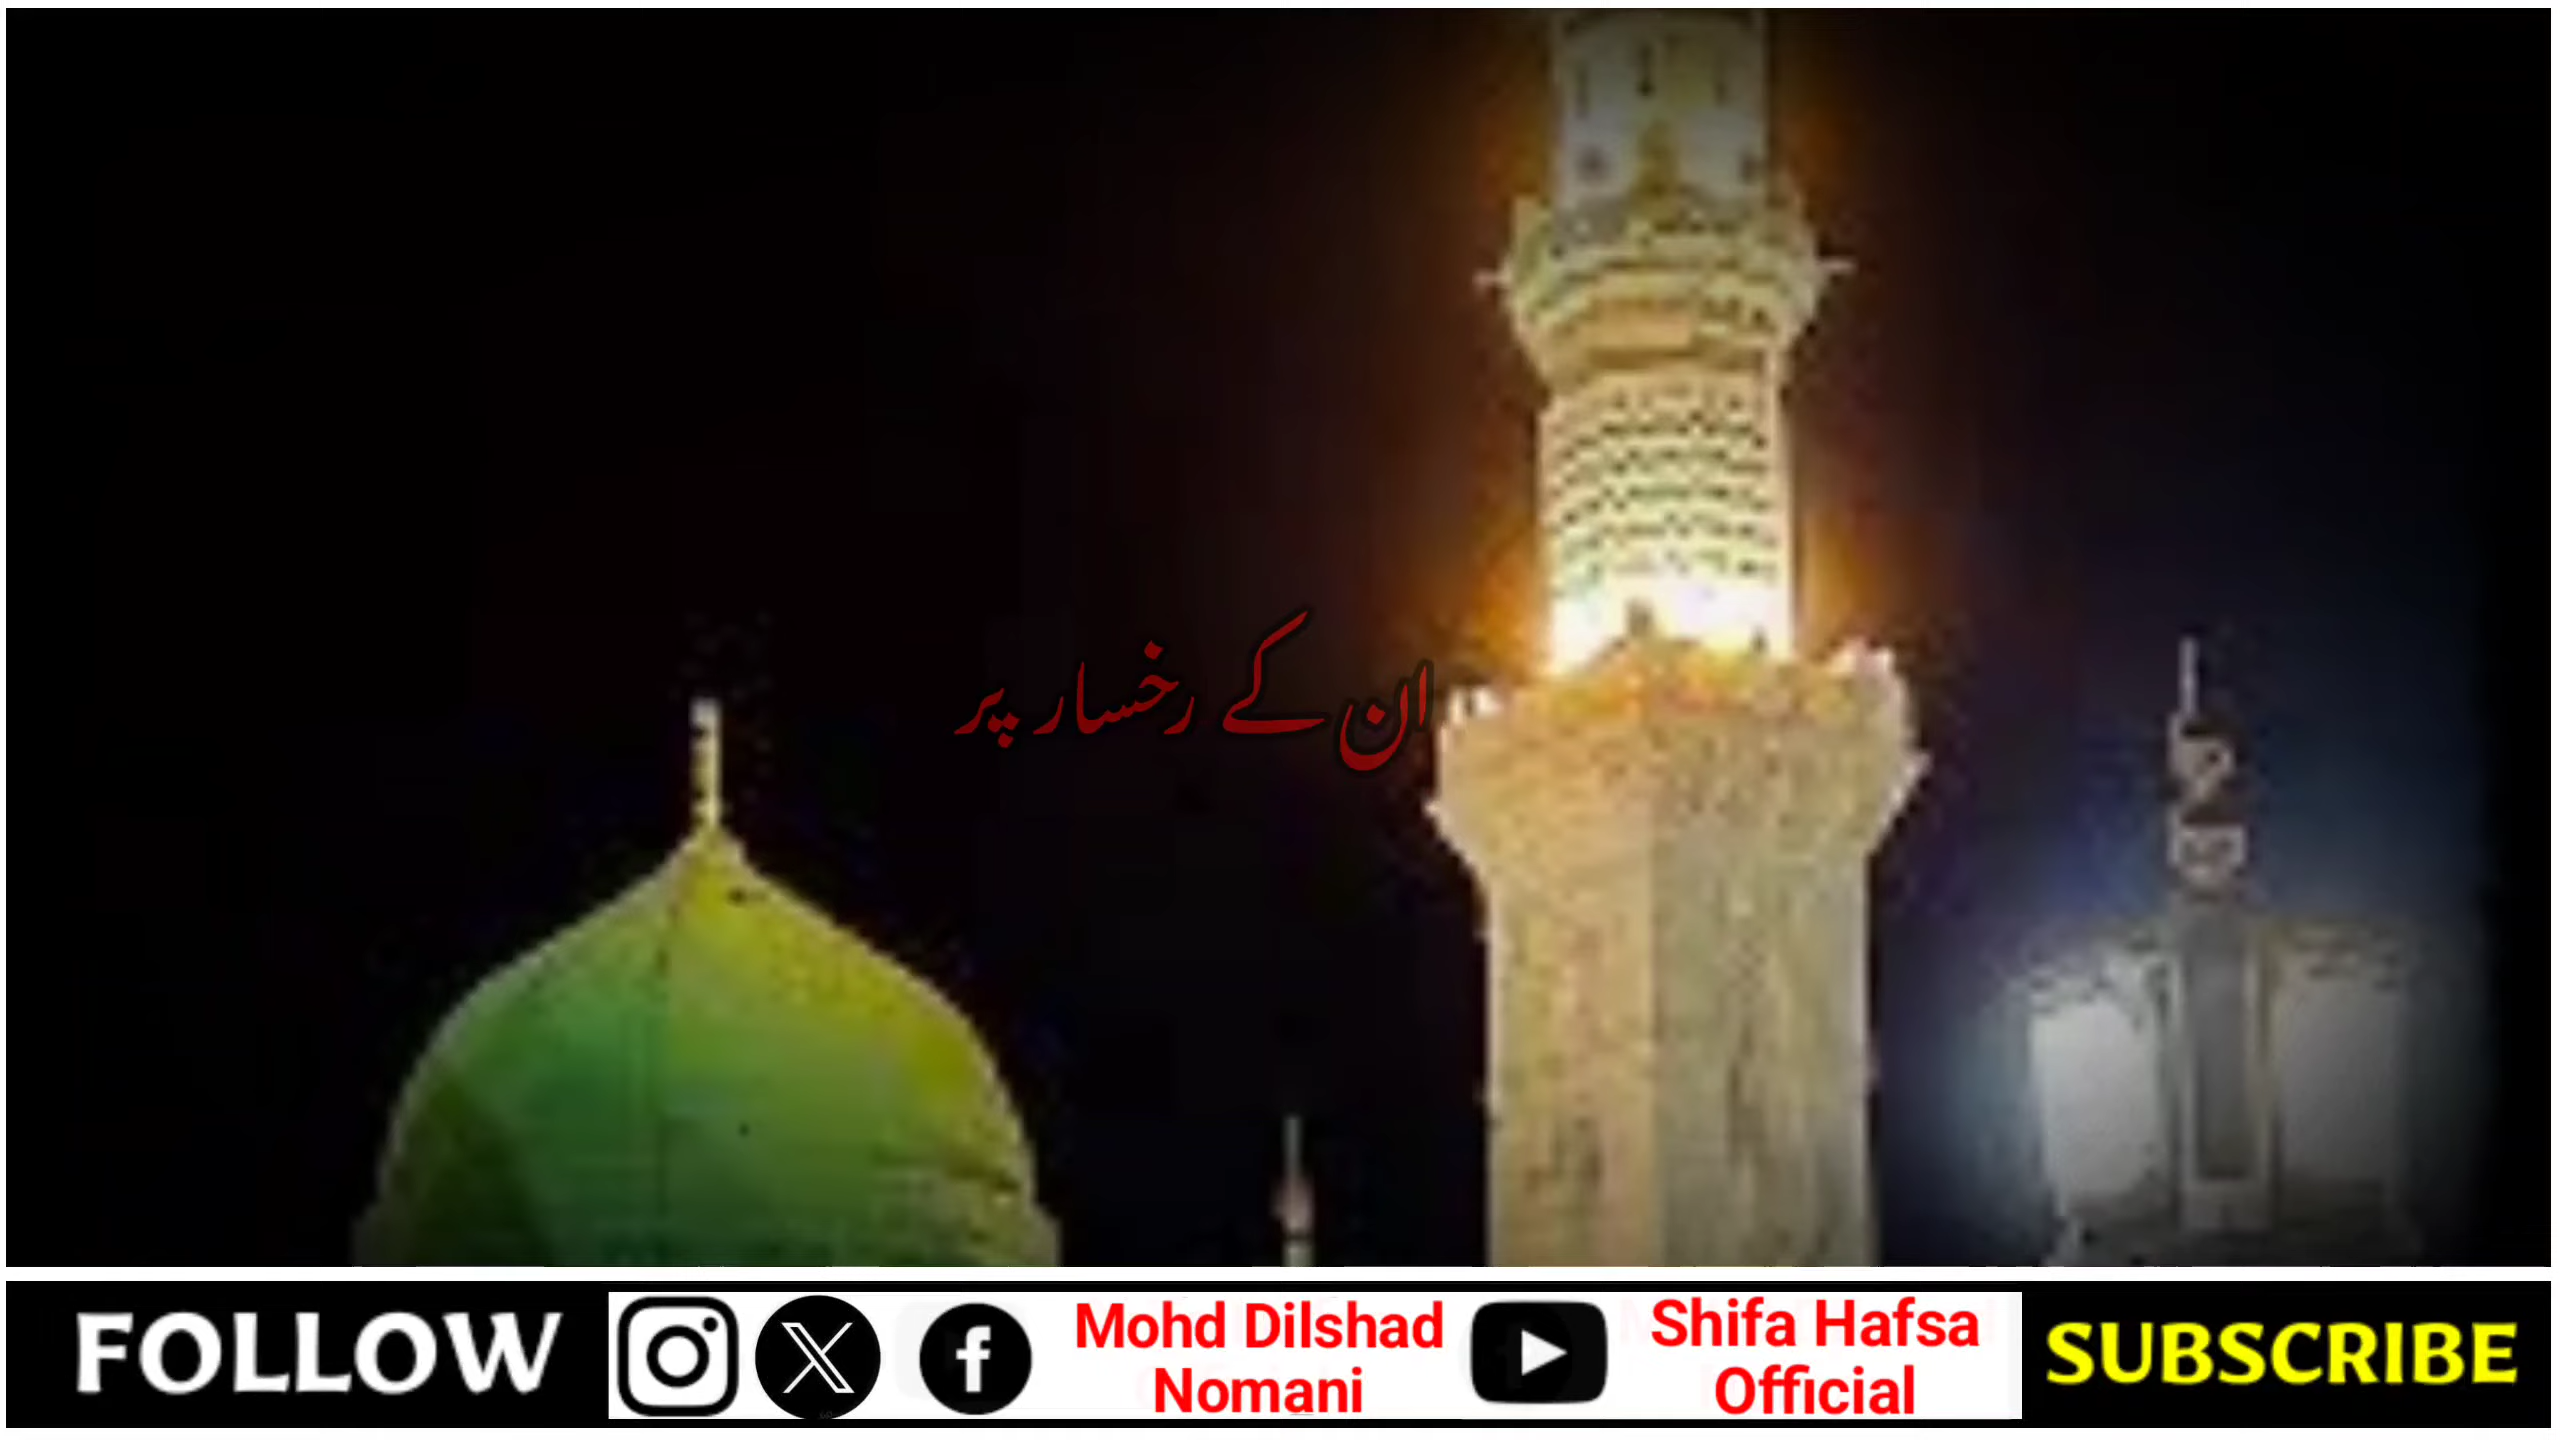 ان کے رخسار پر
FOLLOW
Mohd Dilshad
Nomani
Shifa Hafsa
Official
SUBSCRIBE